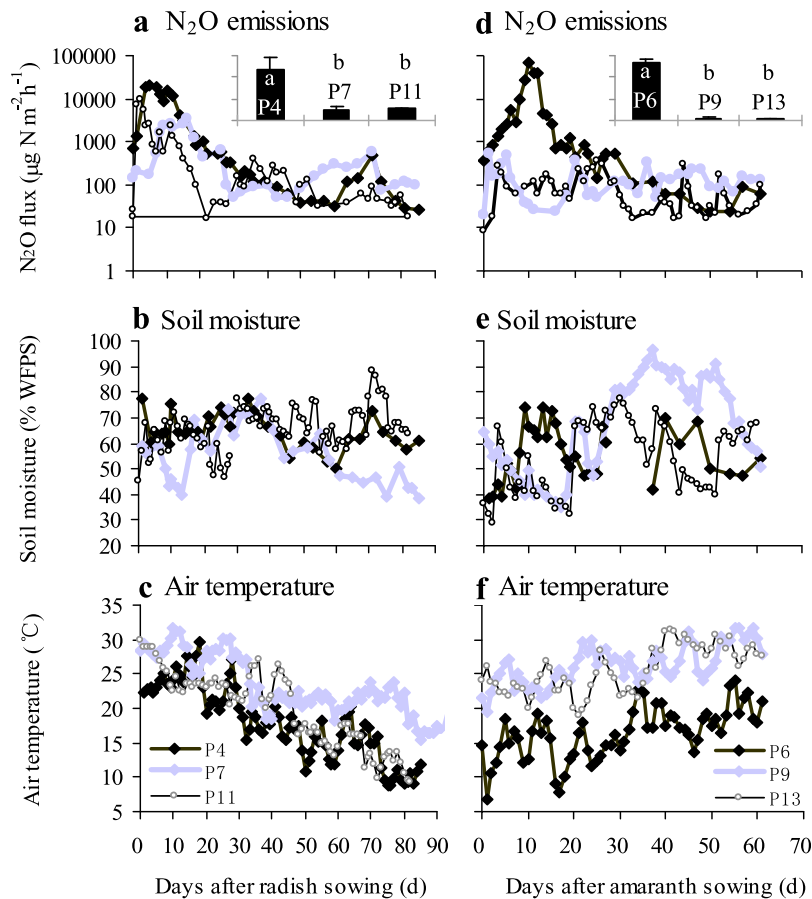 a N₂O emissions
d N₂O emissions
N₂O flux (µg N m⁻²h⁻¹)
100000
10000
1000
100
10
1
a b b
P4 P7 P11
a b b
P6 P9 P13
b Soil moisture
e Soil moisture
Soil moisture (% WFPS)
100
90
80
70
60
50
40
30
20
c Air temperature
f Air temperature
Air temperature (℃)
35
30
25
20
15
10
5
P4
P7
P11
P6
P9
P13
0 10 20 30 40 50 60 70 80 90
0 10 20 30 40 50 60 70
Days after radish sowing (d)
Days after amaranth sowing (d)